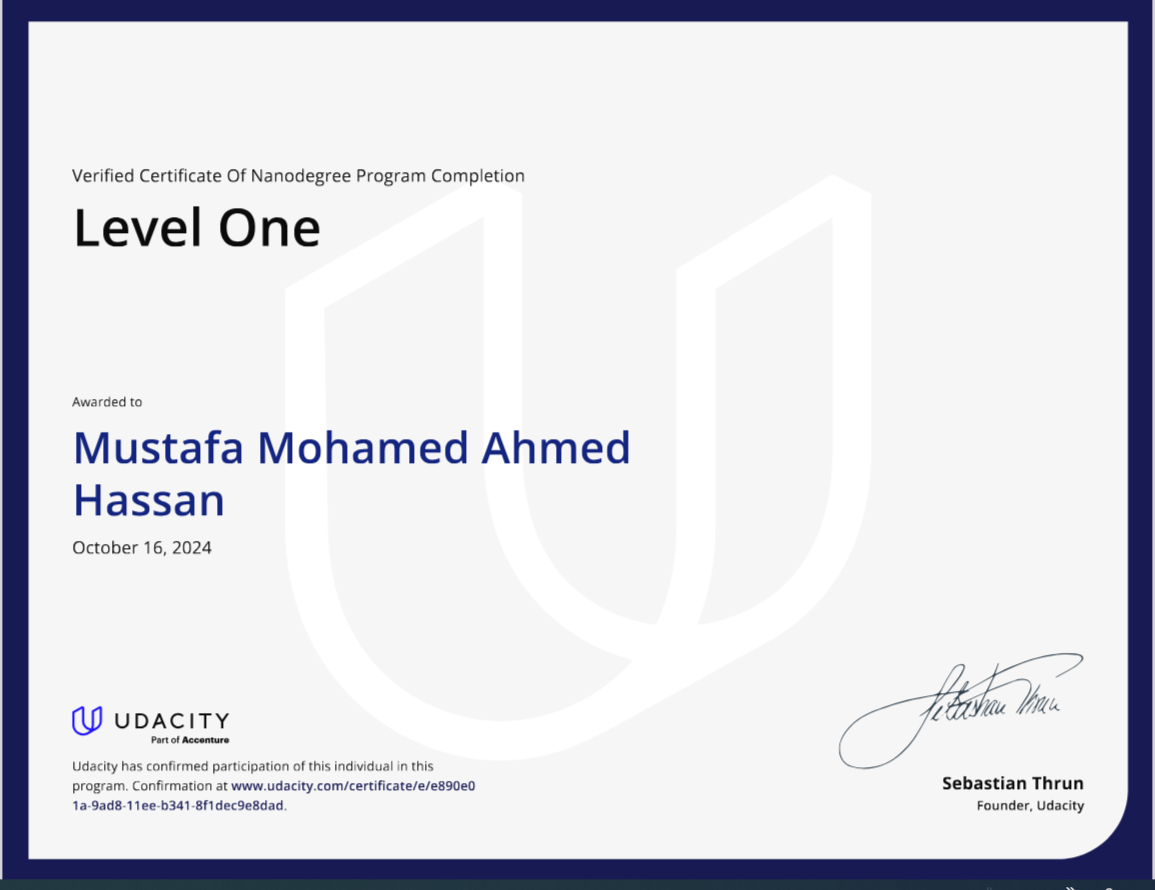 Verified Certificate Of Nanodegree Program Completion
Level One
Awarded to
Mustafa Mohamed Ahmed
Hassan
October 16, 2024
UDACITY
Part of Accenture
Udacity has confirmed participation of this individual in this
program. Confirmation at www.udacity.com/certificate/e/e890e0
1a-9ad8-11ee-b341-8f1dec9e8dad.
Sebastian Thrun
Sebastian Thrun
Founder, Udacity